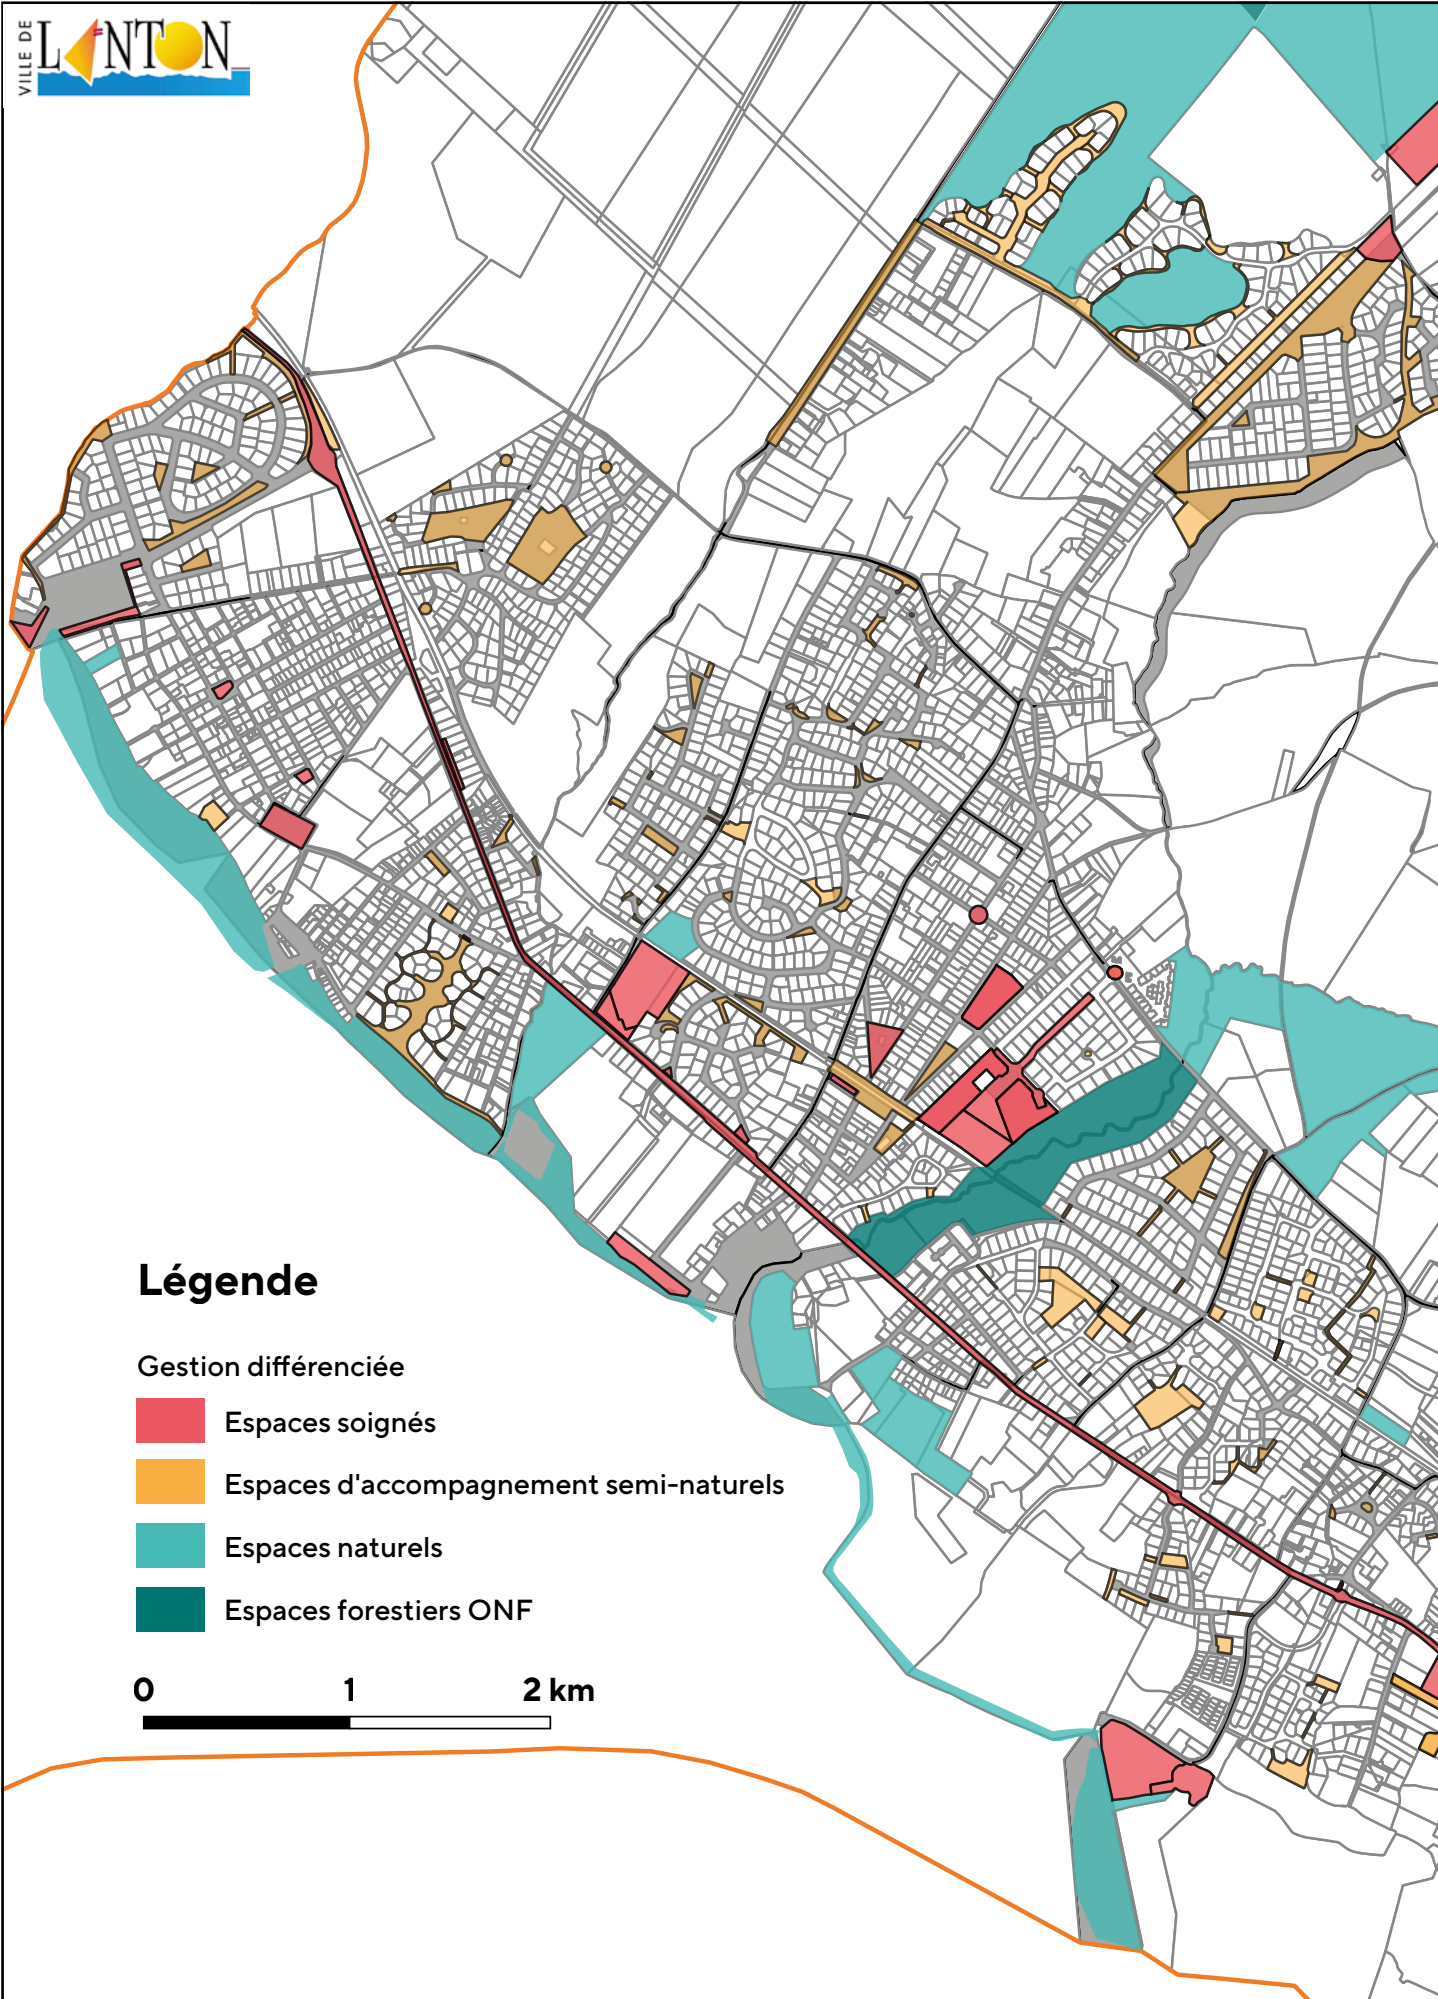 VILLE DE
LANTON
Légende
Gestion différenciée
Espaces soignés
Espaces d'accompagnement semi-naturels
Espaces naturels
Espaces forestiers ONF
0 1 2 km